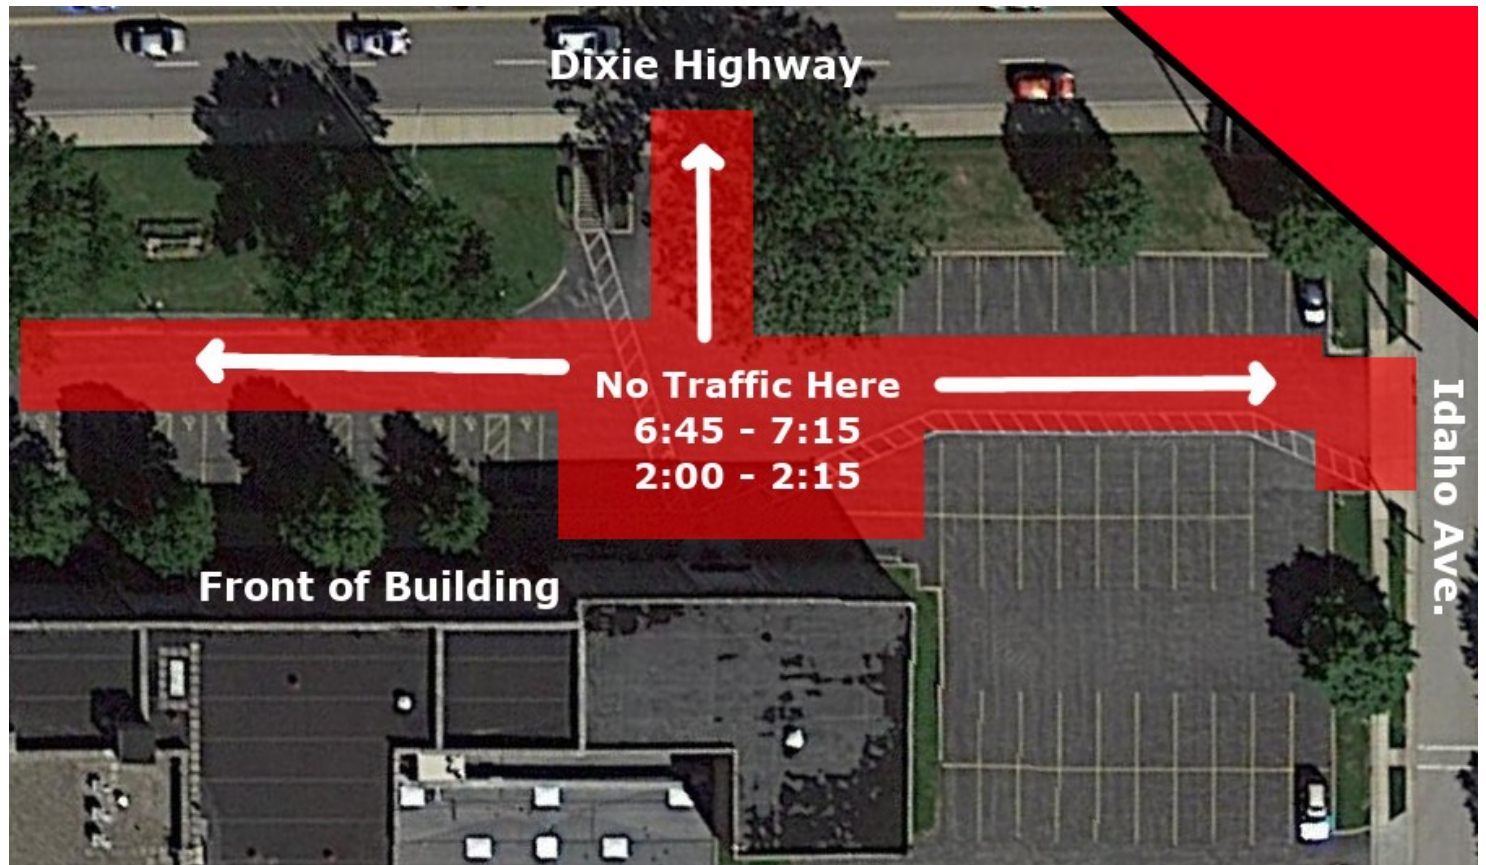 Dixie Highway
No Traffic Here
6:45 - 7:15
2:00 - 2:15
Idaho Ave.
Front of Building